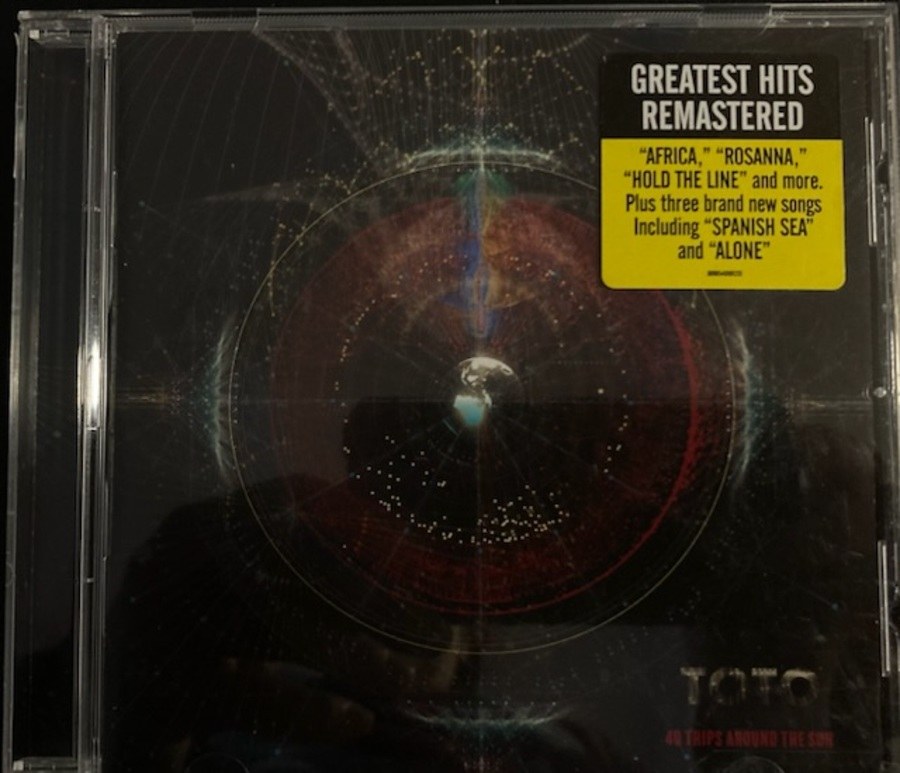 GREATEST HITS
REMASTERED
“AFRICA,” “ROSANNA,”
“HOLD THE LINE” and more.
Plus three brand new songs
Including “SPANISH SEA”
and “ALONE”
TOTO
40 TRIPS AROUND THE SUN